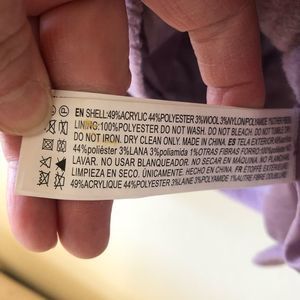 EN SHELL:49%ACRYLIC 44%POLYESTER 3%WOOL 3%NYLON/POLYAMIDE 1%OTHER FIBERS
LINING:100%POLYESTER DO NOT WASH. DO NOT BLEACH. DO NOT TUMBLE DRY.
DO NOT IRON. DRY CLEAN ONLY. MADE IN CHINA. ES TELA EXTERIOR:49%
44%poliéster 3%LANA 3%poliamida 1%OTRAS FIBRAS FORRO:100%poliéster NO
LAVAR. NO USAR BLANQUEADOR. NO SECAR EN MÁQUINA. NO PLANCHAR.
LIMPIEZA EN SECO. ÚNICAMENTE. HECHO EN CHINA. FR ÉTOFFE EXTÉRIEURE
49%ACRYLIQUE 44%POLYESTER 3%LAINE 3%POLYAMIDE 1%AUTRE FIBRE DOUBLURE